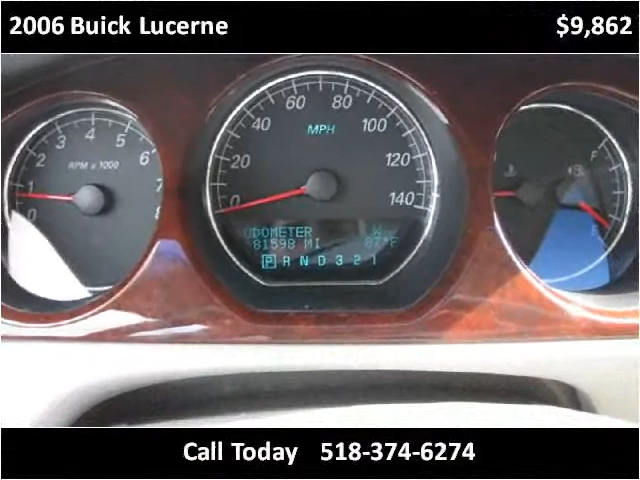 2006 Buick Lucerne $9,862
60 80
40 100
20 120
0 140
MPH
4
3 5
2 6
1 7
0 8
RPM x 1000
F
E
ODOMETER W
81598 MI 87°F
P R N D 3 2 1
Call Today 518-374-6274